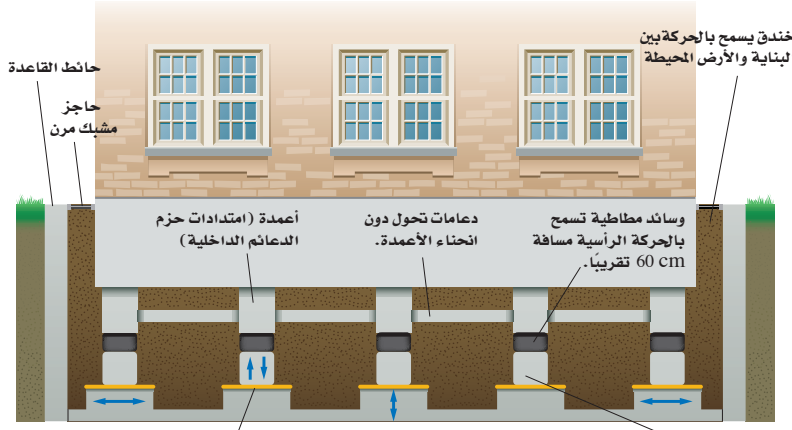 خندق يسمح بالحركة بين
البناية والأرض المحيطة
حائط القاعدة
حاجز
مشبك مرن
أعمدة (امتدادات حزم
الدعائم الداخلية)
دعامات تحول دون
انحناء الأعمدة.
وسائد مطاطية تسمح
بالحركة الرأسية مسافة
60 cm تقريبًا.